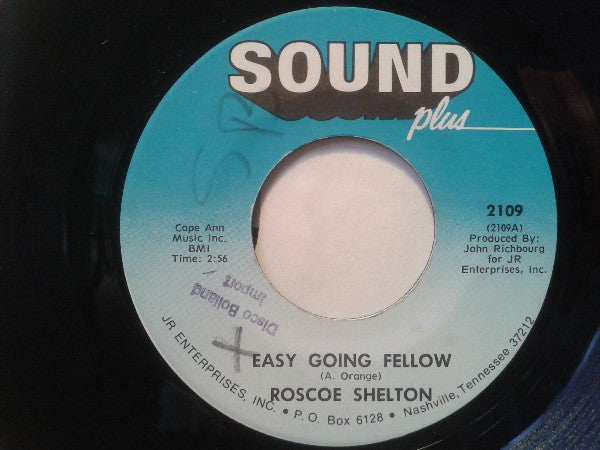 SOUND
plus
SP
2109
(2109A)
Produced By:
John Richbourg
for JR
Enterprises, Inc.
Cape Ann
Music Inc.
BMI
Time: 2:56
Disco Bolland
import
EASY GOING FELLOW
(A. Orange)
ROSCOE SHELTON
JR ENTERPRISES, INC. • P. O. Box 6128 • Nashville, Tennessee 37212